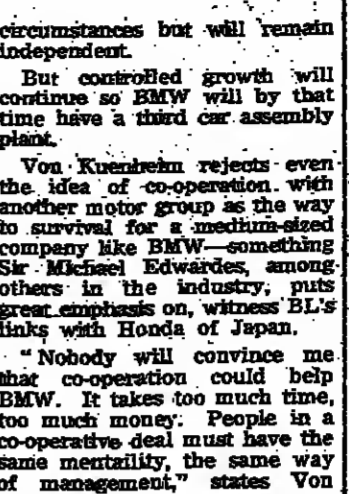 circumstances but will remain
independent.
But controlled growth will
continue so BMW will by that
time have a third car assembly
plant.
Von Kuenheim rejects even
the idea of co-operation with
another motor group as the way
to survival for a medium-sized
company like BMW—something
Sir Michael Edwardes, among
others in the industry, puts
great emphasis on, witness BL's
links with Honda of Japan.
"Nobody will convince me
that co-operation could help
BMW. It takes too much time,
too much money. People in a
co-operative deal must have the
same mentaility, the same way
of management," states Von